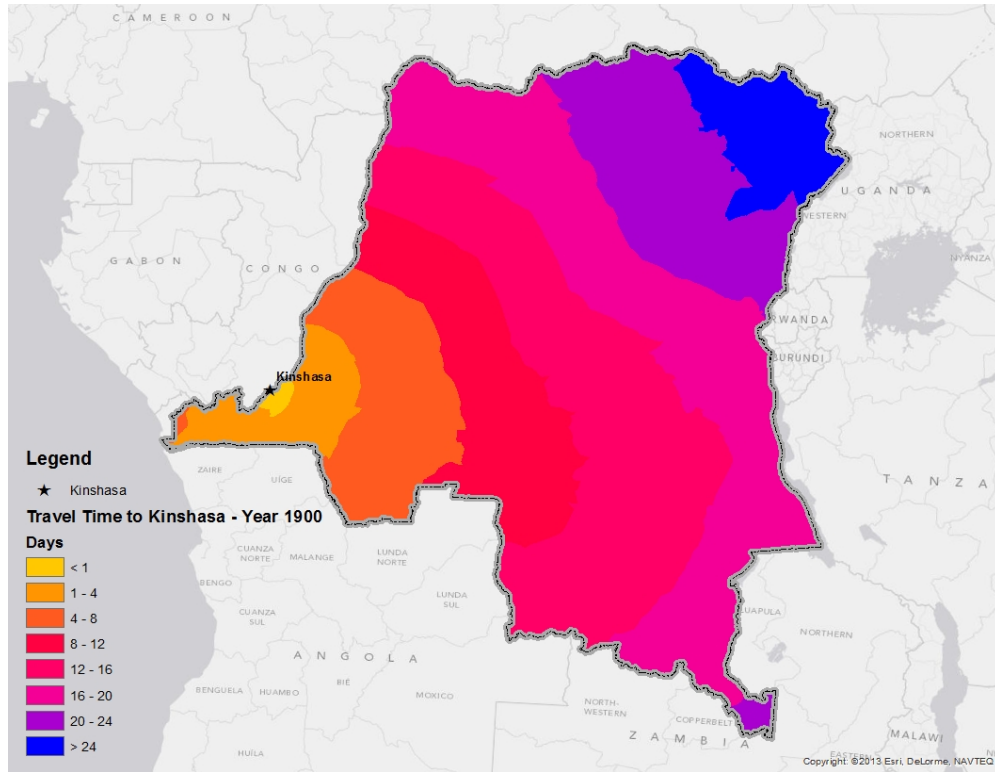 CAMEROON
NORTHERN
UGANDA
WESTERN
GABON
CONGO
NYANZA
RWANDA
BURUNDI
Kinshasa
Legend
ZAIRE
UÍGE
TANZA
Kinshasa
Travel Time to Kinshasa - Year 1900
Days
CUANZA
NORTE
MALANGE
LUNDA
NORTE
< 1
BENGO
1 - 4
LUNDA
SUL
CUANZA
SUL
LUAPULA
4 - 8
NORTHERN
8 - 12
ANGOLA
12 - 16
BIÉ
BENGUELA
HUAMBO
MOXICO
16 - 20
NORTH-
WESTERN
COPPERBELT
20 - 24
ZAMBIA
MALAWI
> 24
HUÍLA
EASTERN
Copyright: ©2013 Esri, DeLorme, NAVTEQ